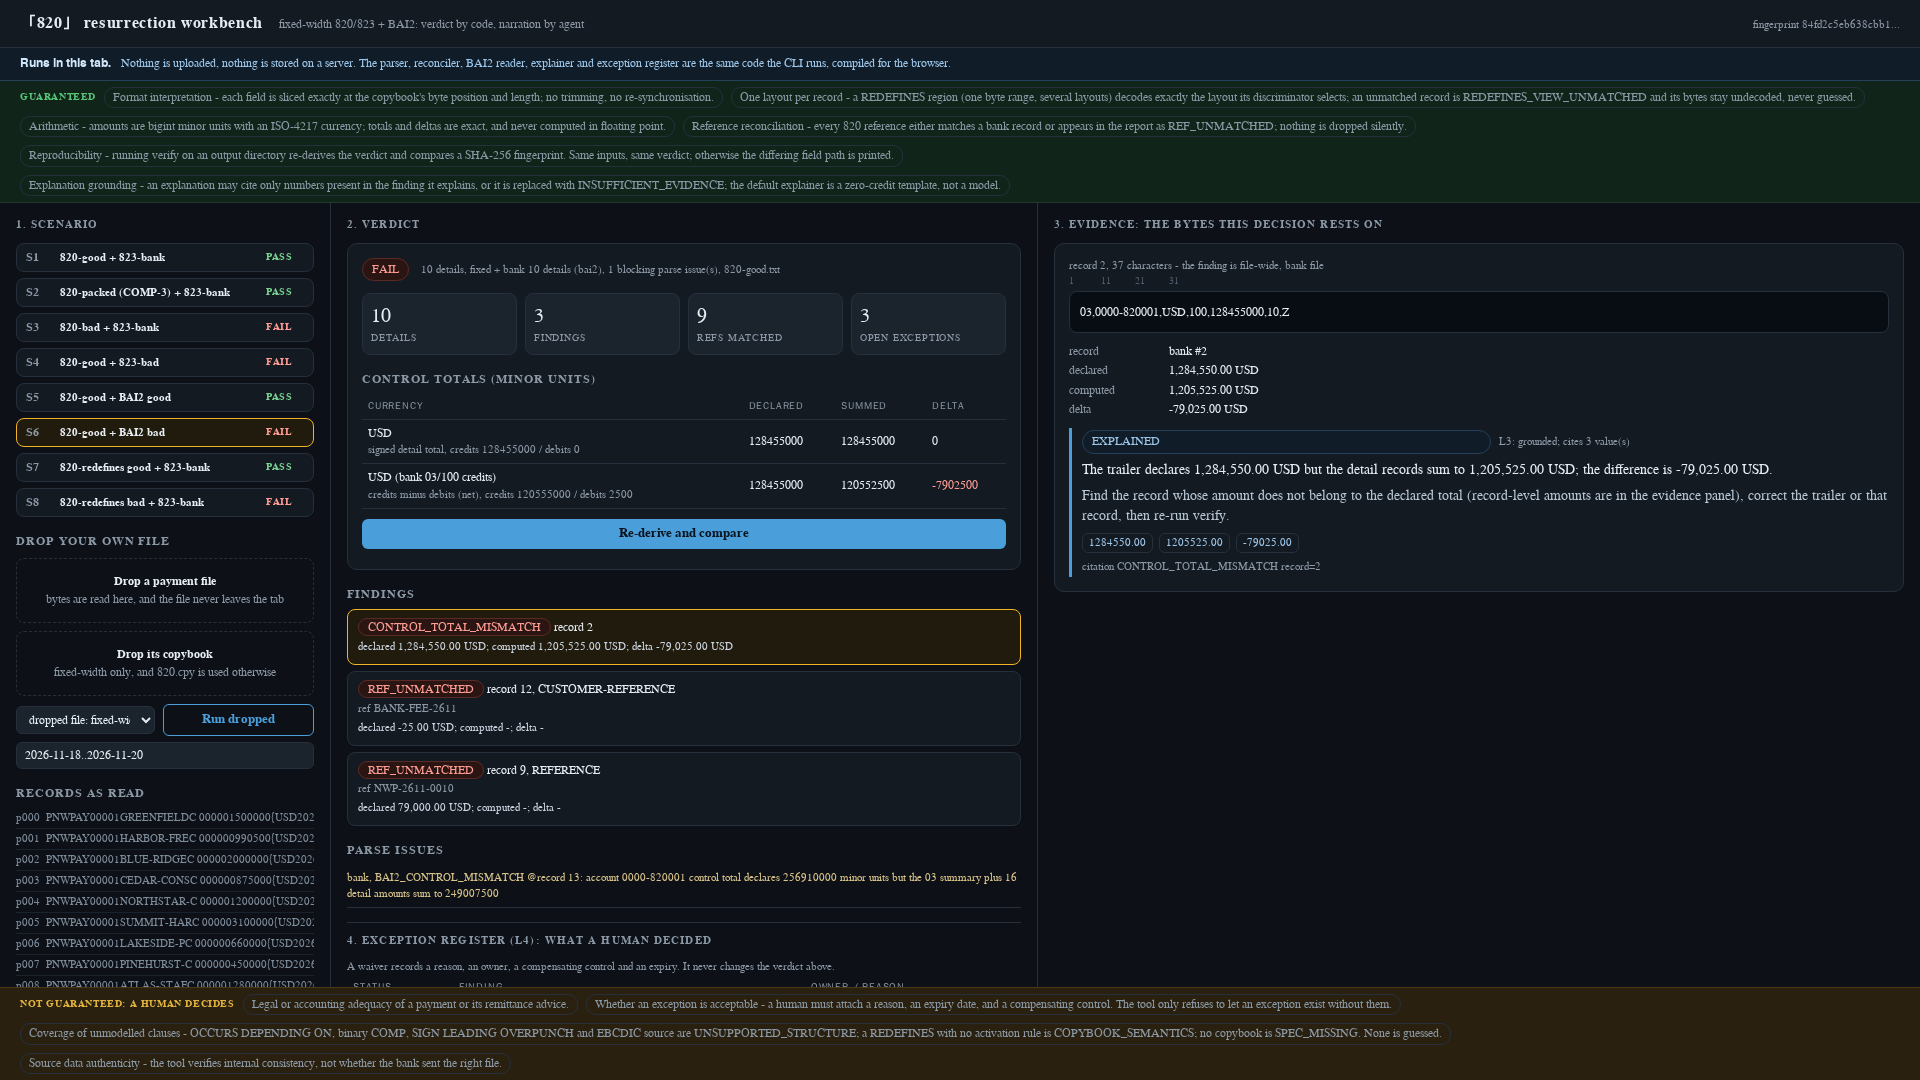 「820」 resurrection workbench
fixed-width 820/823 + BAI2: verdict by code, narration by agent
fingerprint 84fd2c5eb638cbb1...
Runs in this tab. Nothing is uploaded, nothing is stored on a server. The parser, reconciler, BAI2 reader, explainer and exception register are the same code the CLI runs, compiled for the browser.
GUARANTEED
Format interpretation - each field is sliced exactly at the copybook's byte position and length; no trimming, no re-synchronisation.
One layout per record - a REDEFINES region (one byte range, several layouts) decodes exactly the layout its discriminator selects; an unmatched record is REDEFINES_VIEW_UNMATCHED and its bytes stay undecoded, never guessed.
Arithmetic - amounts are bigint minor units with an ISO-4217 currency; totals and deltas are exact, and never computed in floating point.
Reference reconciliation - every 820 reference either matches a bank record or appears in the report as REF_UNMATCHED; nothing is dropped silently.
Reproducibility - running verify on an output directory re-derives the verdict and compares a SHA-256 fingerprint. Same inputs, same verdict; otherwise the differing field path is printed.
Explanation grounding - an explanation may cite only numbers present in the finding it explains, or it is replaced with INSUFFICIENT_EVIDENCE; the default explainer is a zero-credit template, not a model.
1. SCENARIO
S1 820-good + 823-bank PASS
S2 820-packed (COMP-3) + 823-bank PASS
S3 820-bad + 823-bank FAIL
S4 820-good + 823-bad FAIL
S5 820-good + BAI2 good PASS
S6 820-good + BAI2 bad FAIL
S7 820-redefines good + 823-bank PASS
S8 820-redefines bad + 823-bank FAIL
DROP YOUR OWN FILE
Drop a payment file
bytes are read here, and the file never leaves the tab
Drop its copybook
fixed-width only, and 820.cpy is used otherwise
dropped file: fixed-wi
Run dropped
2026-11-18..2026-11-20
RECORDS AS READ
p000 PNWPAY00001GREENFIELDC 000001500000{USD202
p001 PNWPAY00001HARBOR-FREC 000000990500{USD202
p002 PNWPAY00001BLUE-RIDGEC 000002000000{USD202
p003 PNWPAY00001CEDAR-CONSC 000000875000{USD202
p004 PNWPAY00001NORTHSTAR-C 000001200000{USD202
p005 PNWPAY00001SUMMIT-HARC 000003100000{USD202
p006 PNWPAY00001LAKESIDE-PC 000000660000{USD2026
p007 PNWPAY00001PINEHURST-C 000000450000{USD2026
p008 PNWPAY00001ATLAS-STAFC 000001280000{USD202
2. VERDICT
FAIL 10 details, fixed + bank 10 details (bai2), 1 blocking parse issue(s), 820-good.txt
10
DETAILS
3
FINDINGS
9
REFS MATCHED
3
OPEN EXCEPTIONS
CONTROL TOTALS (MINOR UNITS)
CURRENCY DECLARED SUMMED DELTA
USD
signed detail total, credits 128455000 / debits 0
128455000 128455000 0
USD (bank 03/100 credits)
credits minus debits (net), credits 120555000 / debits 2500
128455000 120552500 -7902500
Re-derive and compare
FINDINGS
CONTROL_TOTAL_MISMATCH record 2
declared 1,284,550.00 USD; computed 1,205,525.00 USD; delta -79,025.00 USD
REF_UNMATCHED record 12, CUSTOMER-REFERENCE
ref BANK-FEE-2611
declared -25.00 USD; computed -; delta -
REF_UNMATCHED record 9, REFERENCE
ref NWP-2611-0010
declared 79,000.00 USD; computed -; delta -
PARSE ISSUES
bank, BAI2_CONTROL_MISMATCH @record 13: account 0000-820001 control total declares 256910000 minor units but the 03 summary plus 16
detail amounts sum to 249007500
4. EXCEPTION REGISTER (L4): WHAT A HUMAN DECIDED
A waiver records a reason, an owner, a compensating control and an expiry. It never changes the verdict above.
STATUS FINDING OWNER / REASON
3. EVIDENCE: THE BYTES THIS DECISION RESTS ON
record 2, 37 characters - the finding is file-wide, bank file
1 11 21 31
03,0000-820001,USD,100,128455000,10,Z
record bank #2
declared 1,284,550.00 USD
computed 1,205,525.00 USD
delta -79,025.00 USD
EXPLAINED L3: grounded; cites 3 value(s)
The trailer declares 1,284,550.00 USD but the detail records sum to 1,205,525.00 USD; the difference is -79,025.00 USD.
Find the record whose amount does not belong to the declared total (record-level amounts are in the evidence panel), correct the trailer or that
record, then re-run verify.
1284550.00 1205525.00 -79025.00
citation CONTROL_TOTAL_MISMATCH record=2
NOT GUARANTEED: A HUMAN DECIDES
Legal or accounting adequacy of a payment or its remittance advice.
Whether an exception is acceptable - a human must attach a reason, an expiry date, and a compensating control. The tool only refuses to let an exception exist without them.
Coverage of unmodelled clauses - OCCURS DEPENDING ON, binary COMP, SIGN LEADING OVERPUNCH and EBCDIC source are UNSUPPORTED_STRUCTURE; a REDEFINES with no activation rule is COPYBOOK_SEMANTICS; no copybook is SPEC_MISSING. None is guessed.
Source data authenticity - the tool verifies internal consistency, not whether the bank sent the right file.